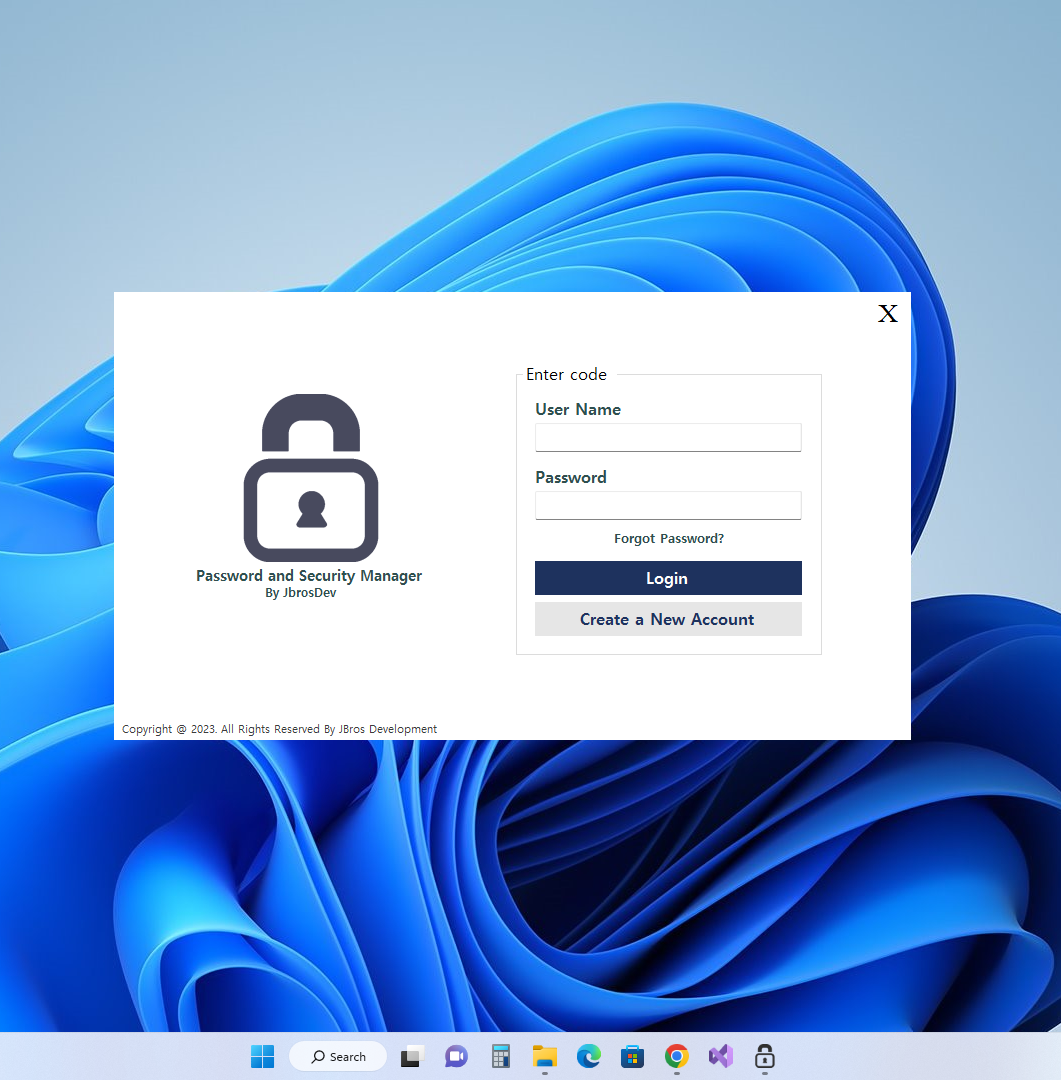 X
Enter code
User Name
Password
Forgot Password?
Login
Create a New Account
Password and Security Manager
By JbrosDev
Copyright @ 2023. All Rights Reserved By JBros Development
Search